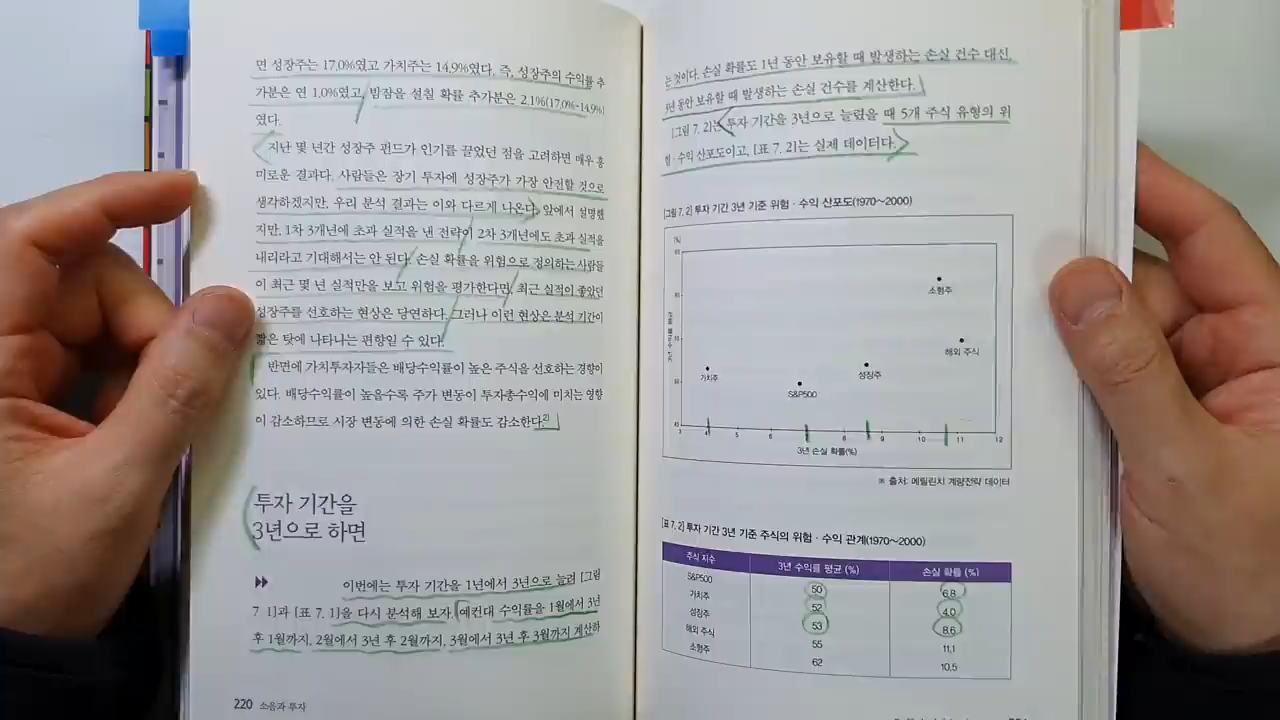 면 성장주는 17.0%였고 가치주는 14.9%였다. 즉, 성장주의 수익률 추
가분은 연 1.0%였고, 밤잠을 설칠 확률 추가분은 2.1%(17.0%-14.9%)
였다.
지난 몇 년간 성장주 펀드가 인기를 끌었던 점을 고려하면 매우 흥
미로운 결과다. 사람들은 장기 투자에 성장주가 가장 안전할 것으로
생각하겠지만, 우리 분석 결과는 이와 다르게 나온다. 앞에서 설명했
지만, 1차 3개년에 초과 실적을 낸 전략이 2차 3개년에도 초과 실적을
내리라고 기대해서는 안 된다. 손실 확률을 위험으로 정의하는 사람들
이 최근 몇 년 실적만을 보고 위험을 평가한다면, 최근 실적이 좋았던
성장주를 선호하는 현상은 당연하다. 그러나 이런 현상은 분석 기간이
짧은 탓에 나타나는 편향일 수 있다.
반면에 가치투자자들은 배당수익률이 높은 주식을 선호하는 경향이
있다. 배당수익률이 높을수록 주가 변동이 투자총수익에 미치는 영향
이 감소하므로 시장 변동에 의한 손실 확률도 감소한다.2)
투자 기간을
3년으로 하면
이번에는 투자 기간을 1년에서 3년으로 늘려 [그림
7. 1]과 [표 7. 1]을 다시 분석해 보자. 예컨대 수익률을 1월에서 3년
후 1월까지, 2월에서 3년 후 2월까지, 3월에서 3년 후 3월까지 계산하
220 소음과 투자
는 것이다. 손실 확률도 1년 동안 보유할 때 발생하는 손실 건수 대신,
3년 동안 보유할 때 발생하는 손실 건수를 계산한다.
[그림 7. 2]는 투자 기간을 3년으로 늘렸을 때 5개 주식 유형의 위
험·수익 산포도이고, [표 7. 2]는 실제 데이터다.
[그림 7. 2] 투자 기간 3년 기준 위험·수익 산포도(1970~2000)
(%)
소형주
해외 주식
가치주
성장주
S&P500
3 4 5 6 8 9 10 11 12
3년 손실 확률(%)
※ 출처: 메릴린치 계량전략 데이터
[표 7. 2] 투자 기간 3년 기준 주식의 위험·수익 관계(1970~2000)
주식 지수 3년 수익률 평균 (%) 손실 확률 (%)
S&P500 50 6.8
가치주 52 4.0
성장주 53 8.6
해외 주식 55 11.1
소형주 62 10.5